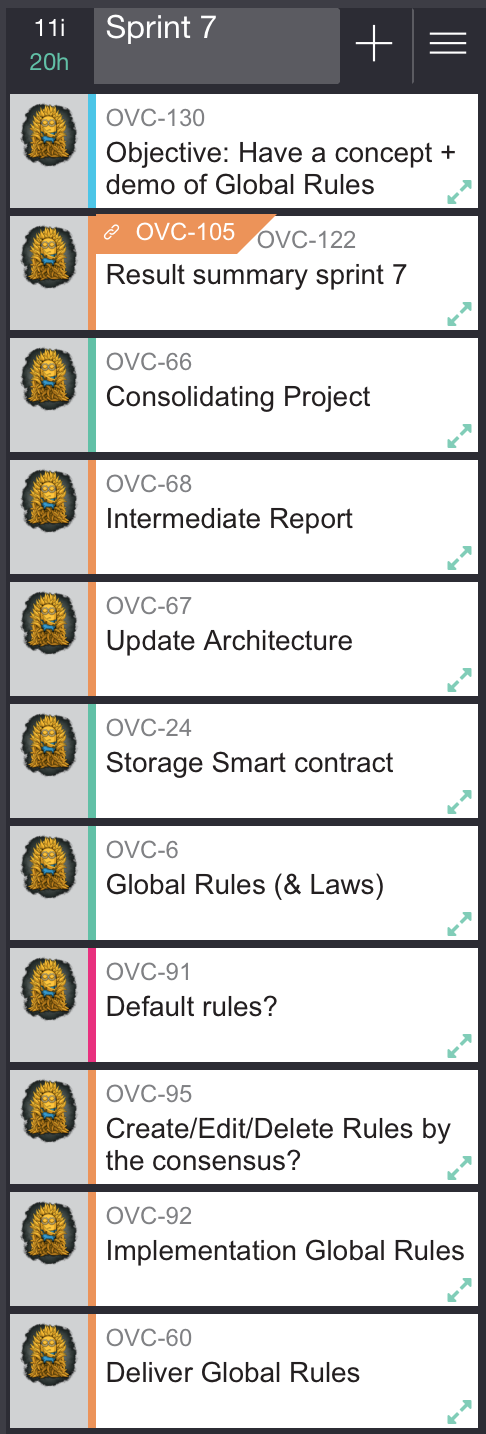 11i
Sprint 7
20h
OVC-130
Objective: Have a concept +
demo of Global Rules
OVC-105 OVC-122
Result summary sprint 7
OVC-66
Consolidating Project
OVC-68
Intermediate Report
OVC-67
Update Architecture
OVC-24
Storage Smart contract
OVC-6
Global Rules (& Laws)
OVC-91
Default rules?
OVC-95
Create/Edit/Delete Rules by
the consensus?
OVC-92
Implementation Global Rules
OVC-60
Deliver Global Rules